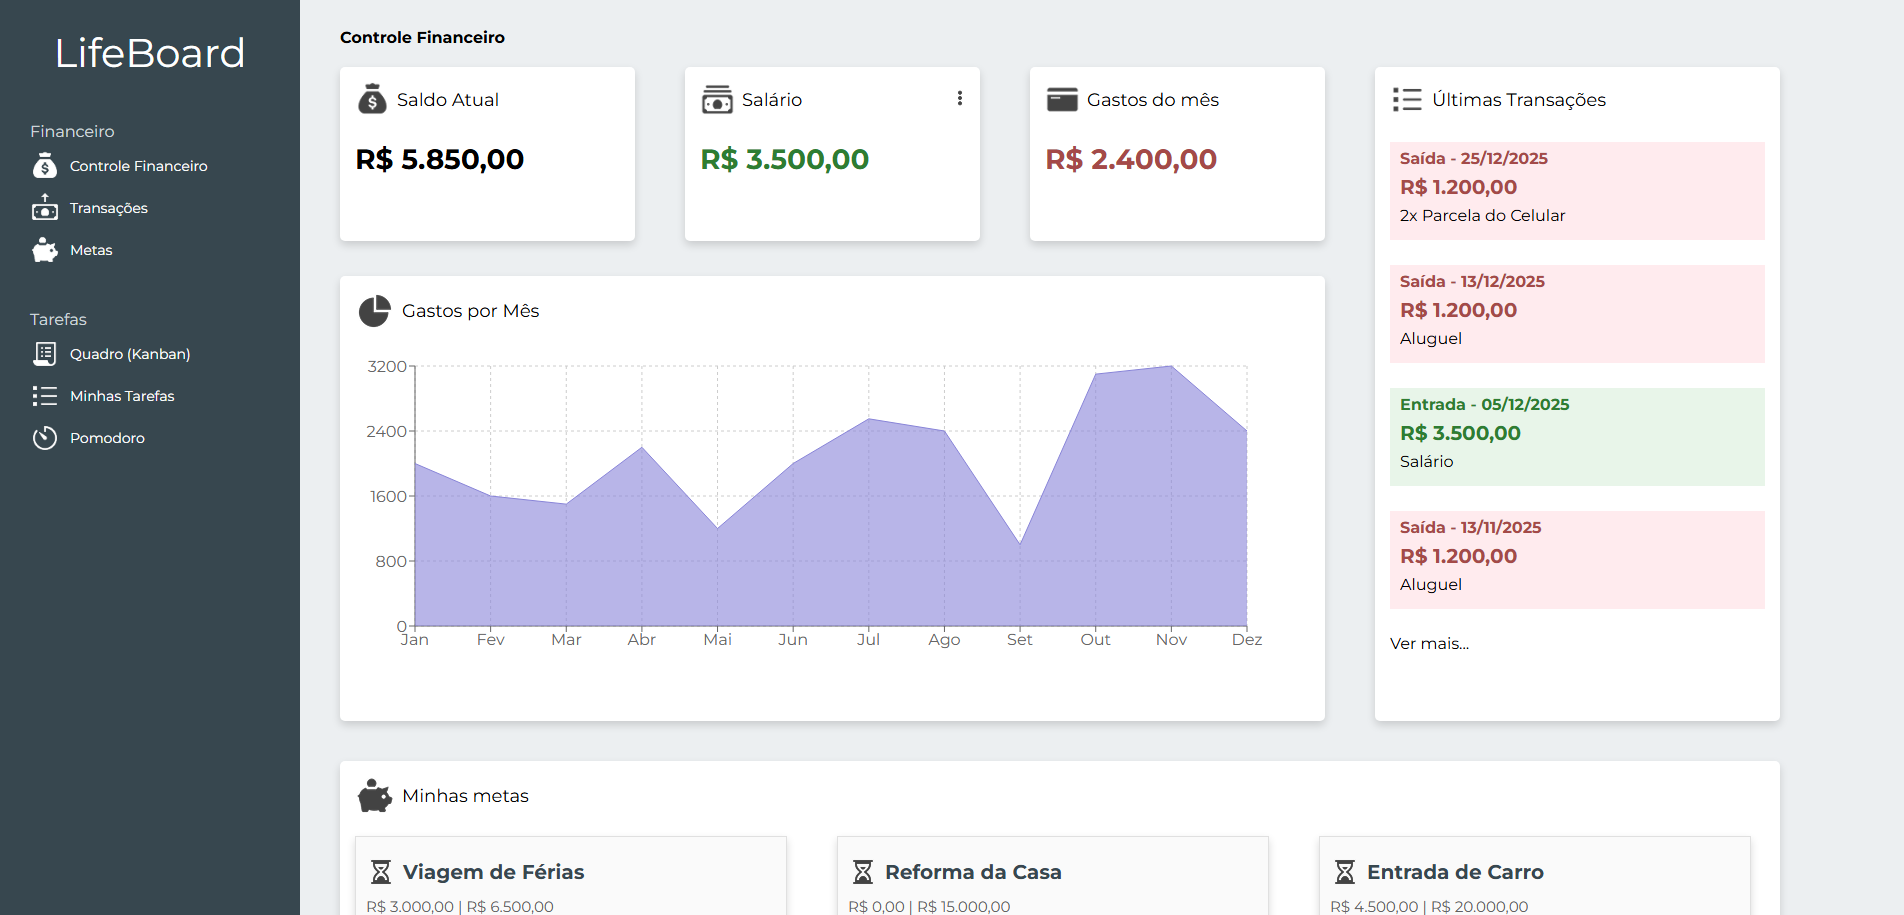 LifeBoard
Financeiro
Controle Financeiro
Transações
Metas
Tarefas
Quadro (Kanban)
Minhas Tarefas
Pomodoro
Controle Financeiro
Saldo Atual
R$ 5.850,00
Salário
R$ 3.500,00
Gastos do mês
R$ 2.400,00
Gastos por Mês
3200
2400
1600
800
0
Jan Fev Mar Abr Mai Jun Jul Ago Set Out Nov Dez
Últimas Transações
Saída - 25/12/2025
R$ 1.200,00
2x Parcela do Celular
Saída - 13/12/2025
R$ 1.200,00
Aluguel
Entrada - 05/12/2025
R$ 3.500,00
Salário
Saída - 13/11/2025
R$ 1.200,00
Aluguel
Ver mais...
Minhas metas
Viagem de Férias
R$ 3.000,00 | R$ 6.500,00
Reforma da Casa
R$ 0,00 | R$ 15.000,00
Entrada de Carro
R$ 4.500,00 | R$ 20.000,00